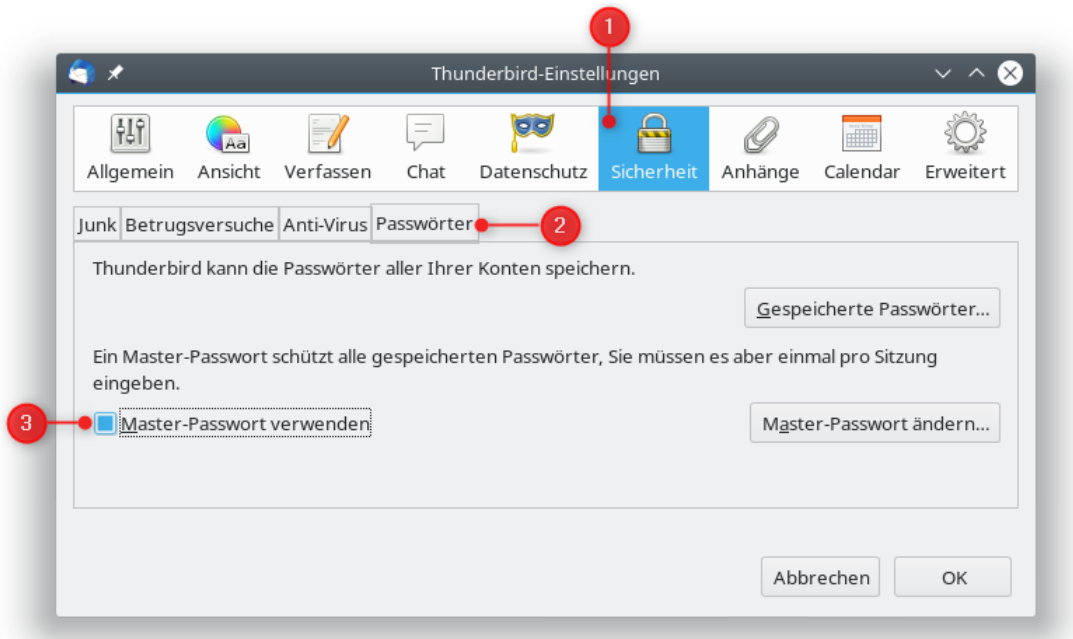 1
Thunderbird-Einstellungen
Allgemein Ansicht Verfassen Chat Datenschutz Sicherheit Anhänge Calendar Erweitert
Junk Betrugsversuche Anti-Virus Passwörter 2
Thunderbird kann die Passwörter aller Ihrer Konten speichern.
Gespeicherte Passwörter...
Ein Master-Passwort schützt alle gespeicherten Passwörter, Sie müssen es aber einmal pro Sitzung
eingeben.
3 Master-Passwort verwenden Master-Passwort ändern...
Abbrechen OK